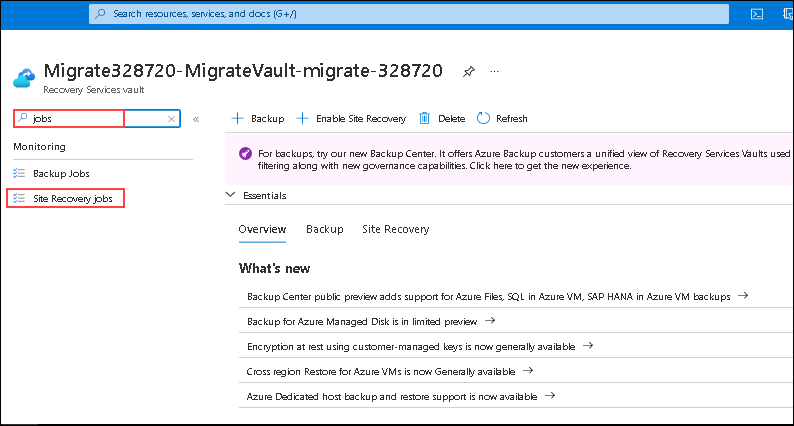 Search resources, services, and docs (G+/)
Migrate328720-MigrateVault-migrate-328720
Recovery Services vault
jobs
Monitoring
Backup Jobs
Site Recovery jobs
Backup
Enable Site Recovery
Delete
Refresh
For backups, try our new Backup Center. It offers Azure Backup customers a unified view of Recovery Services Vaults used
filtering along with new governance capabilities. Click here to get the new experience.
Essentials
Overview
Backup
Site Recovery
What's new
Backup Center public preview adds support for Azure Files, SQL in Azure VM, SAP HANA in Azure VM backups
Backup for Azure Managed Disk is in limited preview
Encryption at rest using customer-managed keys is now generally available
Cross region Restore for Azure VMs is now Generally available
Azure Dedicated host backup and restore support is now available